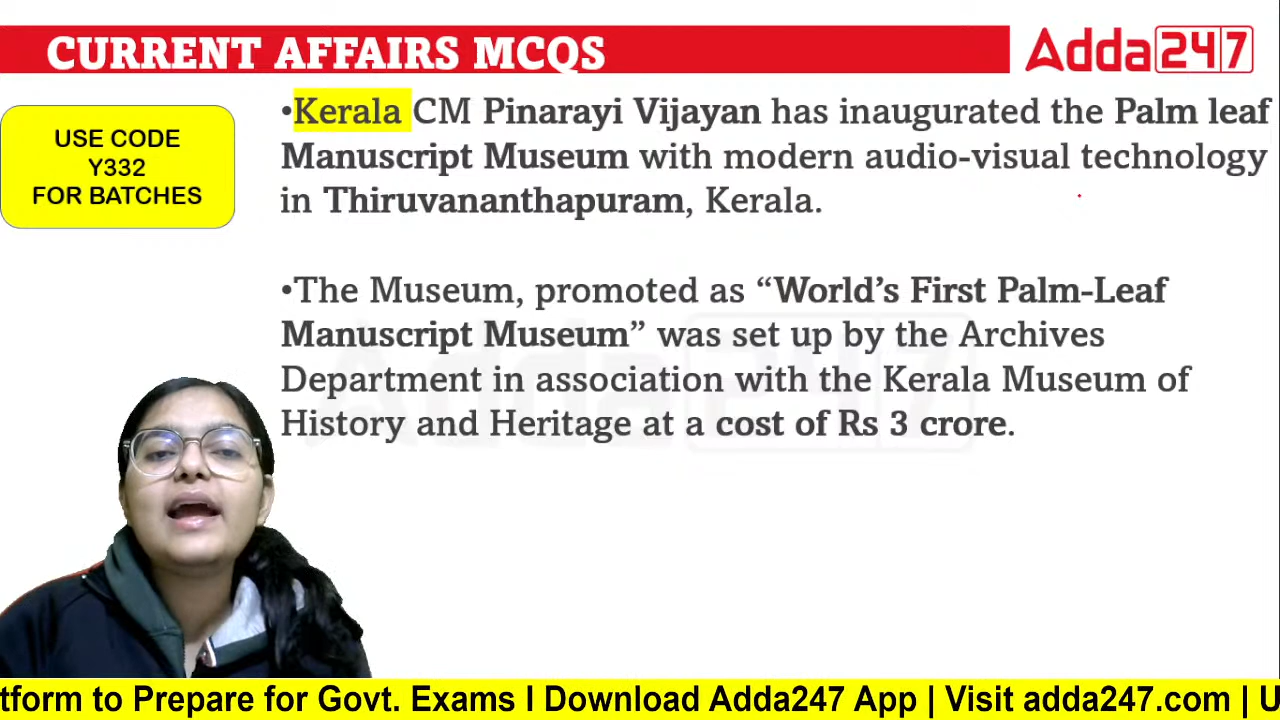 CURRENT AFFAIRS MCQS
Adda247
USE CODE
Y332
FOR BATCHES
•Kerala CM Pinarayi Vijayan has inaugurated the Palm leaf
Manuscript Museum with modern audio-visual technology
in Thiruvananthapuram, Kerala.
•The Museum, promoted as “World’s First Palm-Leaf
Manuscript Museum” was set up by the Archives
Department in association with the Kerala Museum of
History and Heritage at a cost of Rs 3 crore.
Adda247
tform to Prepare for Govt. Exams I Download Adda247 App | Visit adda247.com | U